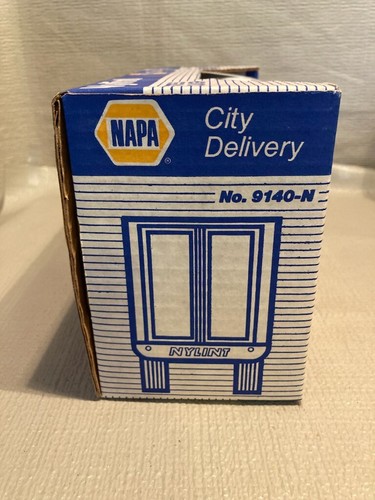 NAPA
®
City
Delivery
No. 9140-N
NYLINT